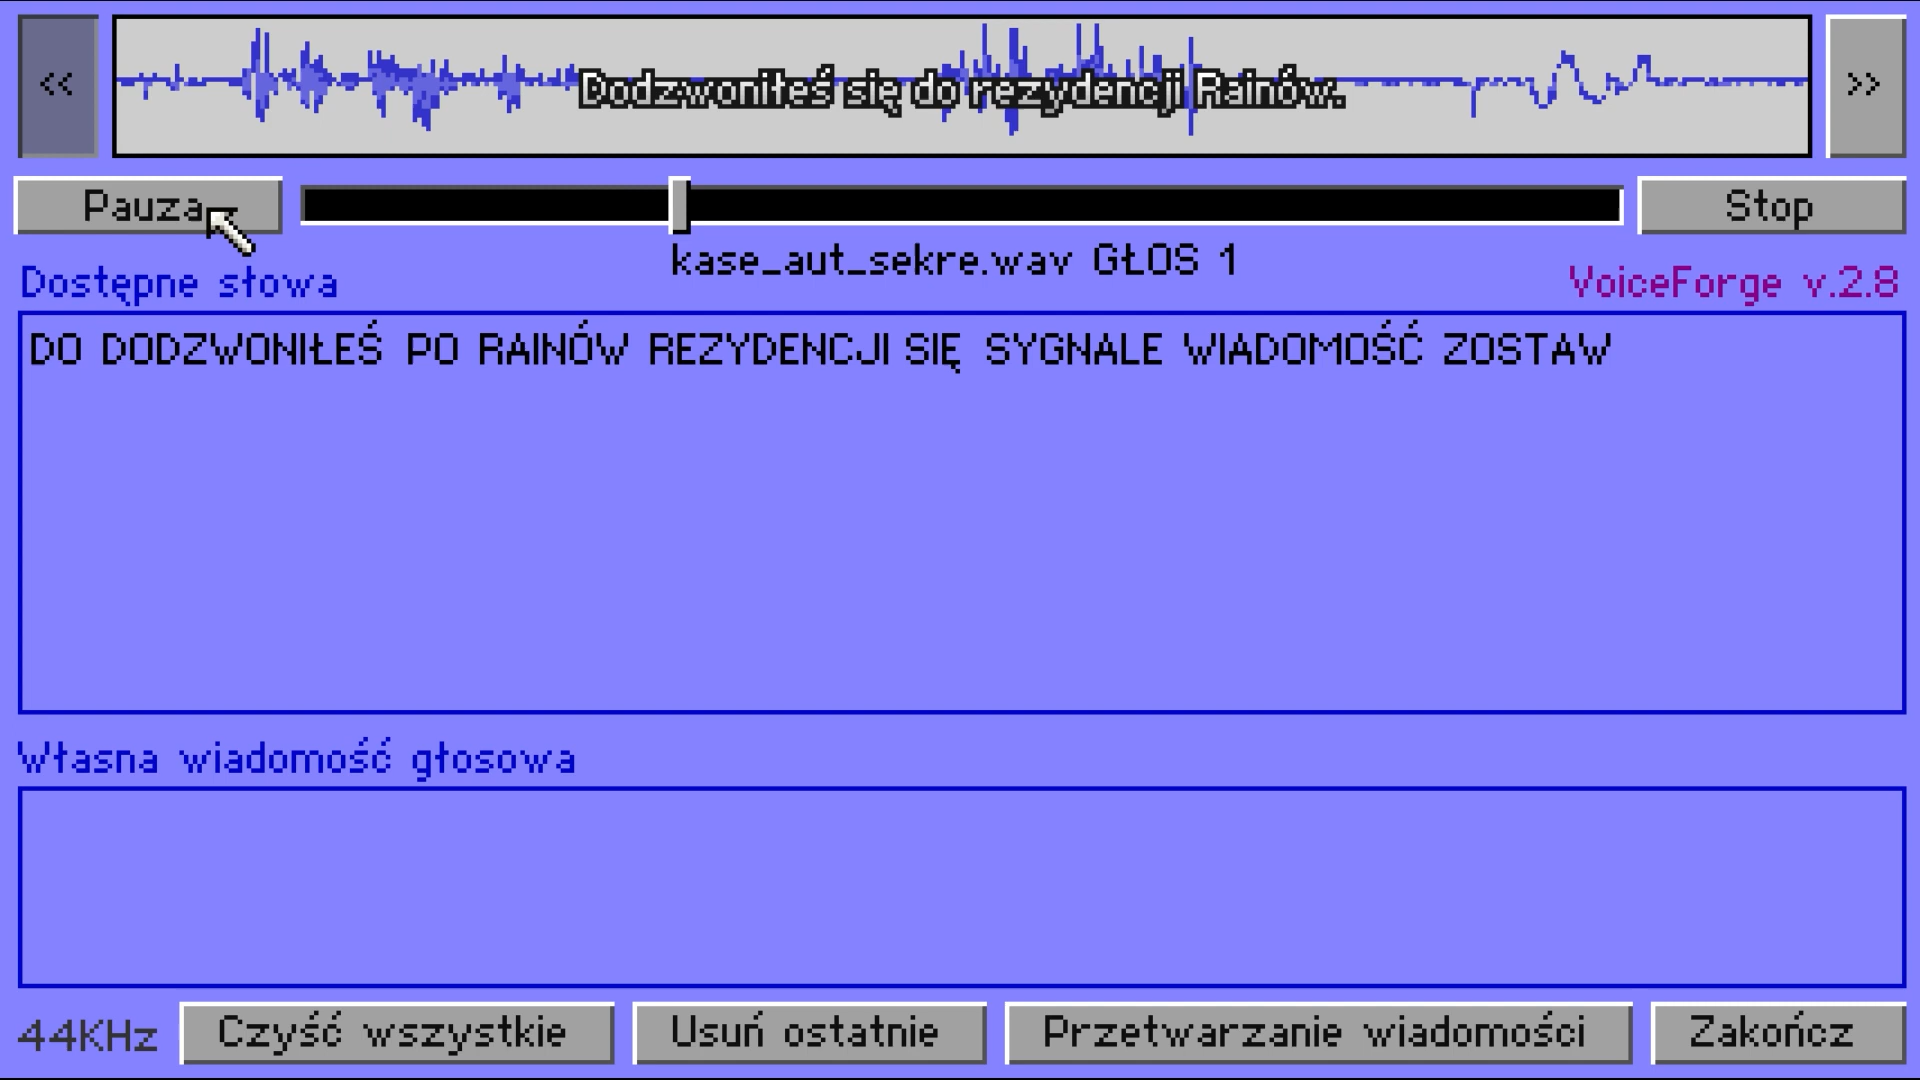 <<
Dodzwoniłeś się do rezydencji Rainów.
>>
Pauza
Stop
kase_aut_sekre.wav GŁOS 1
Dostępne słowa
VoiceForge v.2.8
DO DODZWONIŁEŚ PO RAINÓW REZYDENCJI SIĘ SYGNALE WIADOMOŚĆ ZOSTAW
Własna wiadomość głosowa
44KHz
Czyść wszystkie
Usuń ostatnie
Przetwarzanie wiadomości
Zakończ